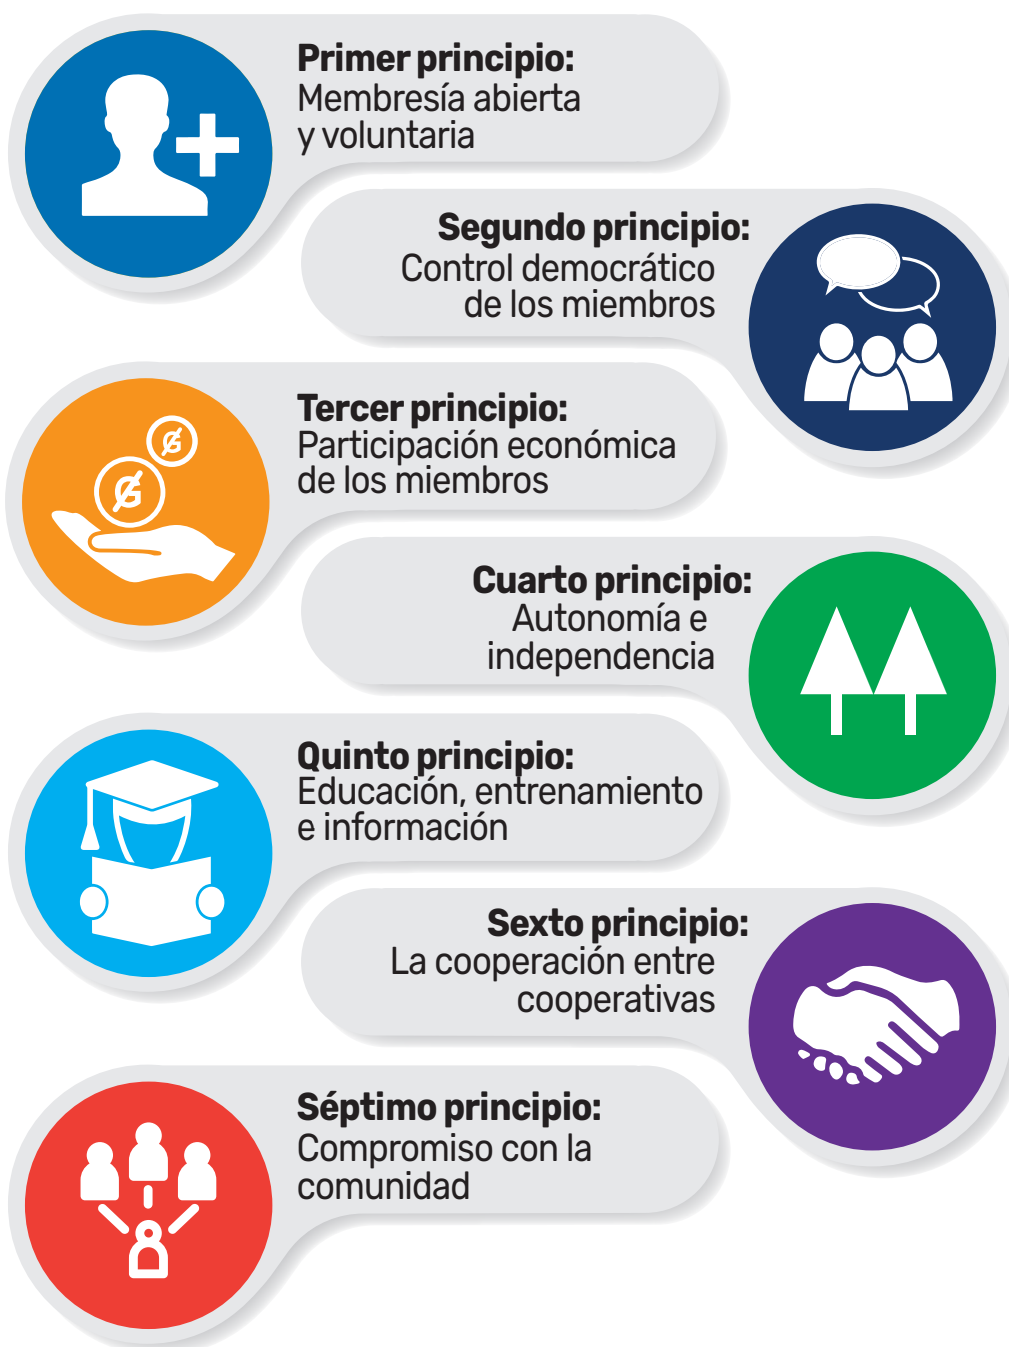 Primer principio:
Membresía abierta
y voluntaria
Segundo principio:
Control democrático
de los miembros
Tercer principio:
Participación económica
de los miembros
₲
₲
Cuarto principio:
Autonomía e
independencia
Quinto principio:
Educación, entrenamiento
e información
Sexto principio:
La cooperación entre
cooperativas
Séptimo principio:
Compromiso con la
comunidad